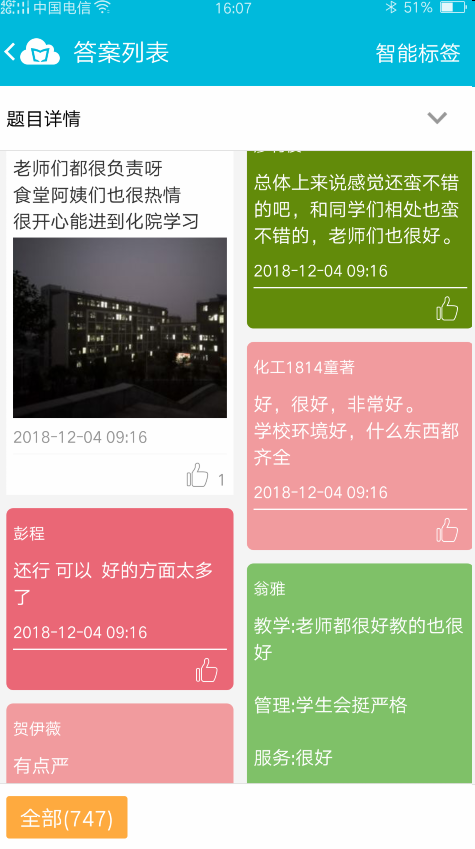 中国电信
16:07
51%
答案列表
智能标签
题目详情
老师们都很负责呀
食堂阿姨们也很热情
很开心能进到化院学习
2018-12-04 09:16
1
彭程
还行 可以 好的方面太多
了
2018-12-04 09:16
贺伊薇
有点严
总体上来说感觉还蛮不错
的吧，和同学们相处也蛮
不错的，老师们也很好。
2018-12-04 09:16
化工1814童著
好，很好，非常好。
学校环境好，什么东西都
齐全
2018-12-04 09:16
翁雅
教学:老师都很好教的也很
好
管理:学生会挺严格
服务:很好
全部(747)